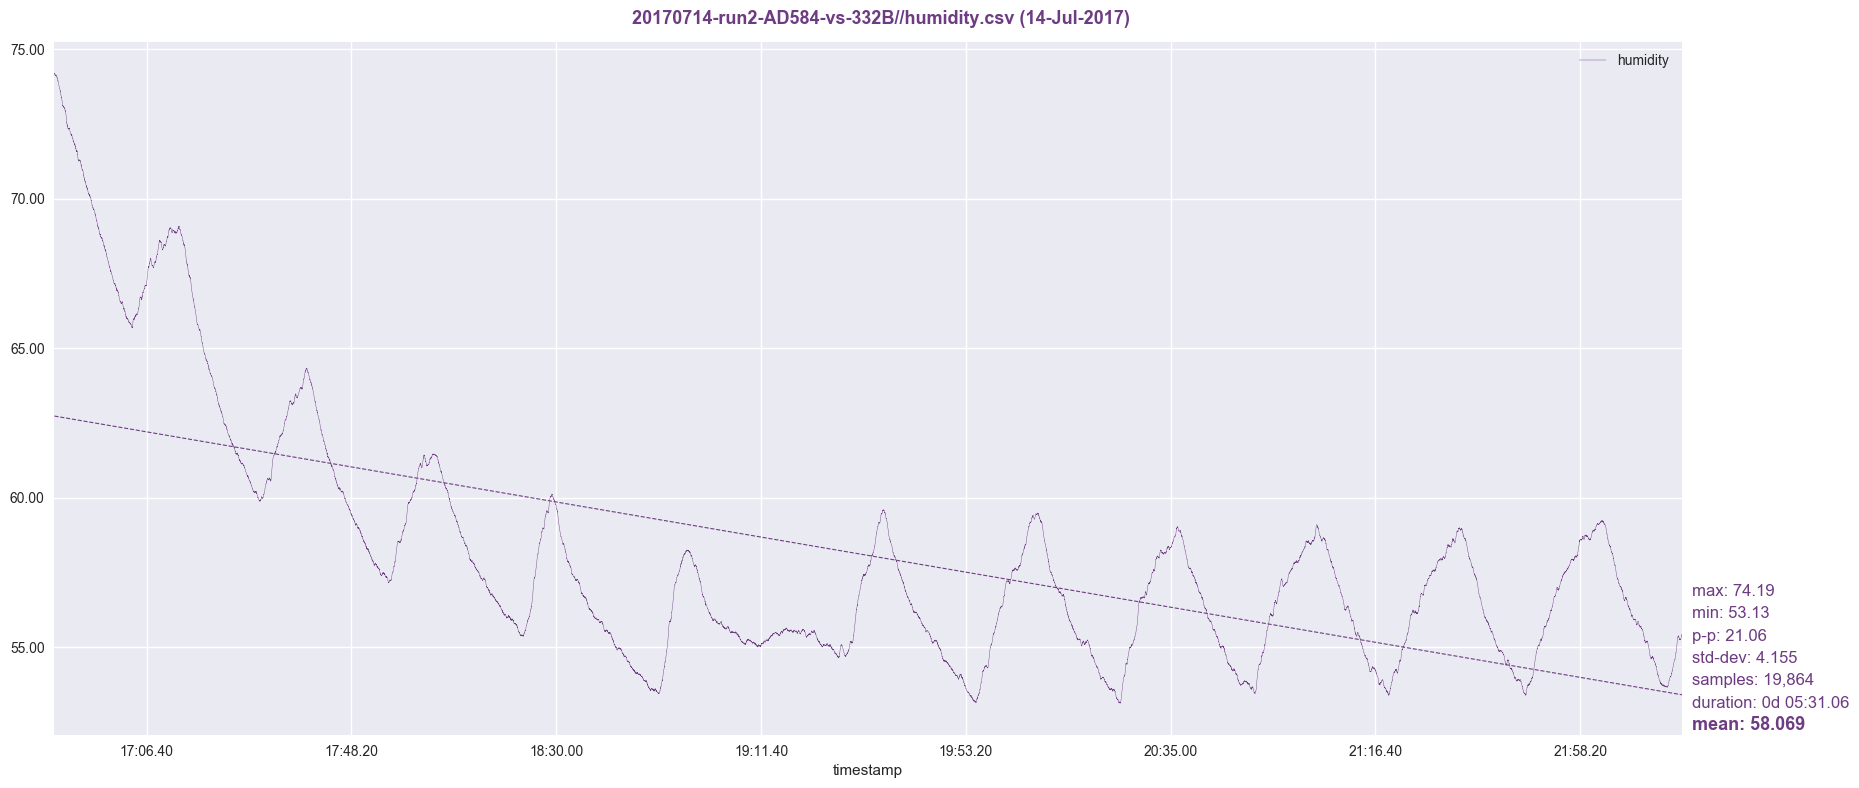 20170714-run2-AD584-vs-332B//humidity.csv (14-Jul-2017)
75.00
humidity
70.00
65.00
60.00
55.00
max: 74.19
min: 53.13
p-p: 21.06
std-dev: 4.155
samples: 19,864
duration: 0d 05:31.06
mean: 58.069
17:06.40 17:48.20 18:30.00 19:11.40 19:53.20 20:35.00 21:16.40 21:58.20
timestamp